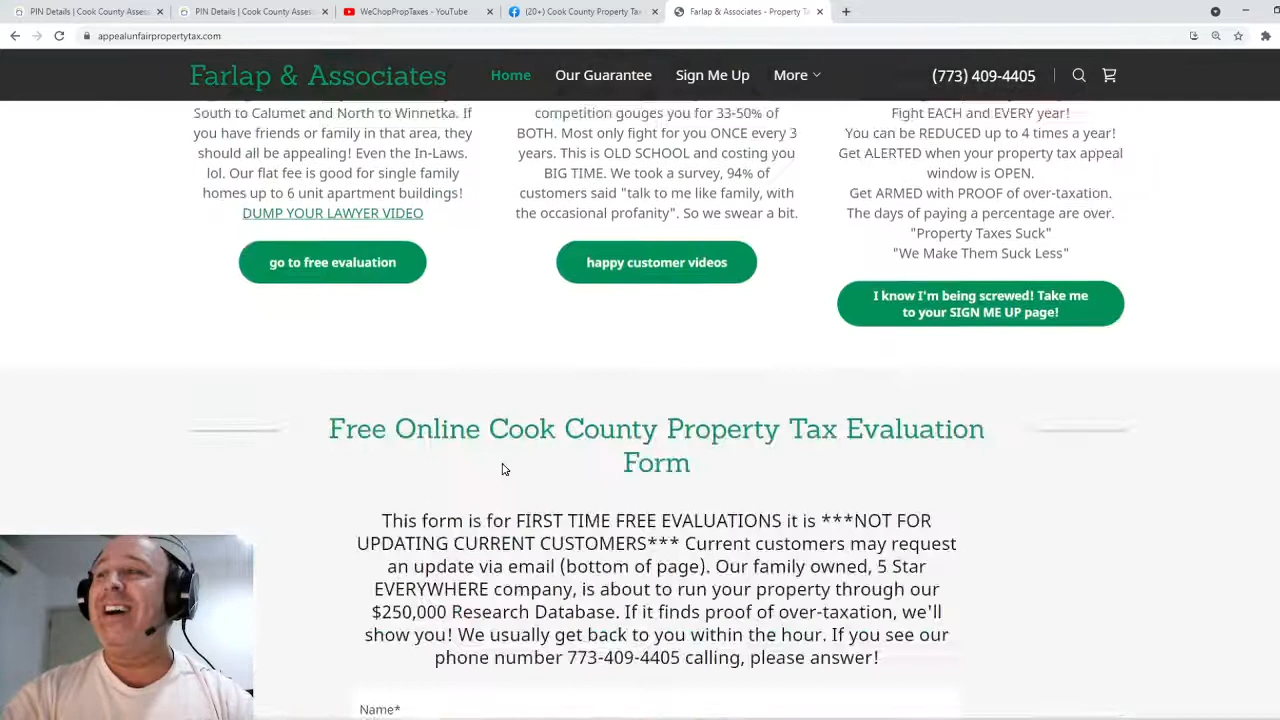 PIN Details | Cook County Assess
PIN Details | Cook County Assess
WeChopPropTaxes - YouTube
(20+) Cook County Property Tax
Farlap & Associates - Property T
appealunfairpropertytax.com
Farlap & Associates
Home
Our Guarantee
Sign Me Up
More
(773) 409-4405
South to Calumet and North to Winnetka. If
you have friends or family in that area, they
should all be appealing! Even the In-Laws.
lol. Our flat fee is good for single family
homes up to 6 unit apartment buildings!
DUMP YOUR LAWYER VIDEO
go to free evaluation
competition gouges you for 33-50% of
BOTH. Most only fight for you ONCE every 3
years. This is OLD SCHOOL and costing you
BIG TIME. We took a survey, 94% of
customers said "talk to me like family, with
the occasional profanity". So we swear a bit.
happy customer videos
Fight EACH and EVERY year!
You can be REDUCED up to 4 times a year!
Get ALERTED when your property tax appeal
window is OPEN.
Get ARMED with PROOF of over-taxation.
The days of paying a percentage are over.
"Property Taxes Suck"
"We Make Them Suck Less"
I know I'm being screwed! Take me
to your SIGN ME UP page!
Free Online Cook County Property Tax Evaluation
Form
This form is for FIRST TIME FREE EVALUATIONS it is ***NOT FOR
UPDATING CURRENT CUSTOMERS*** Current customers may request
an update via email (bottom of page). Our family owned, 5 Star
EVERYWHERE company, is about to run your property through our
$250,000 Research Database. If it finds proof of over-taxation, we'll
show you! We usually get back to you within the hour. If you see our
phone number 773-409-4405 calling, please answer!
Name*